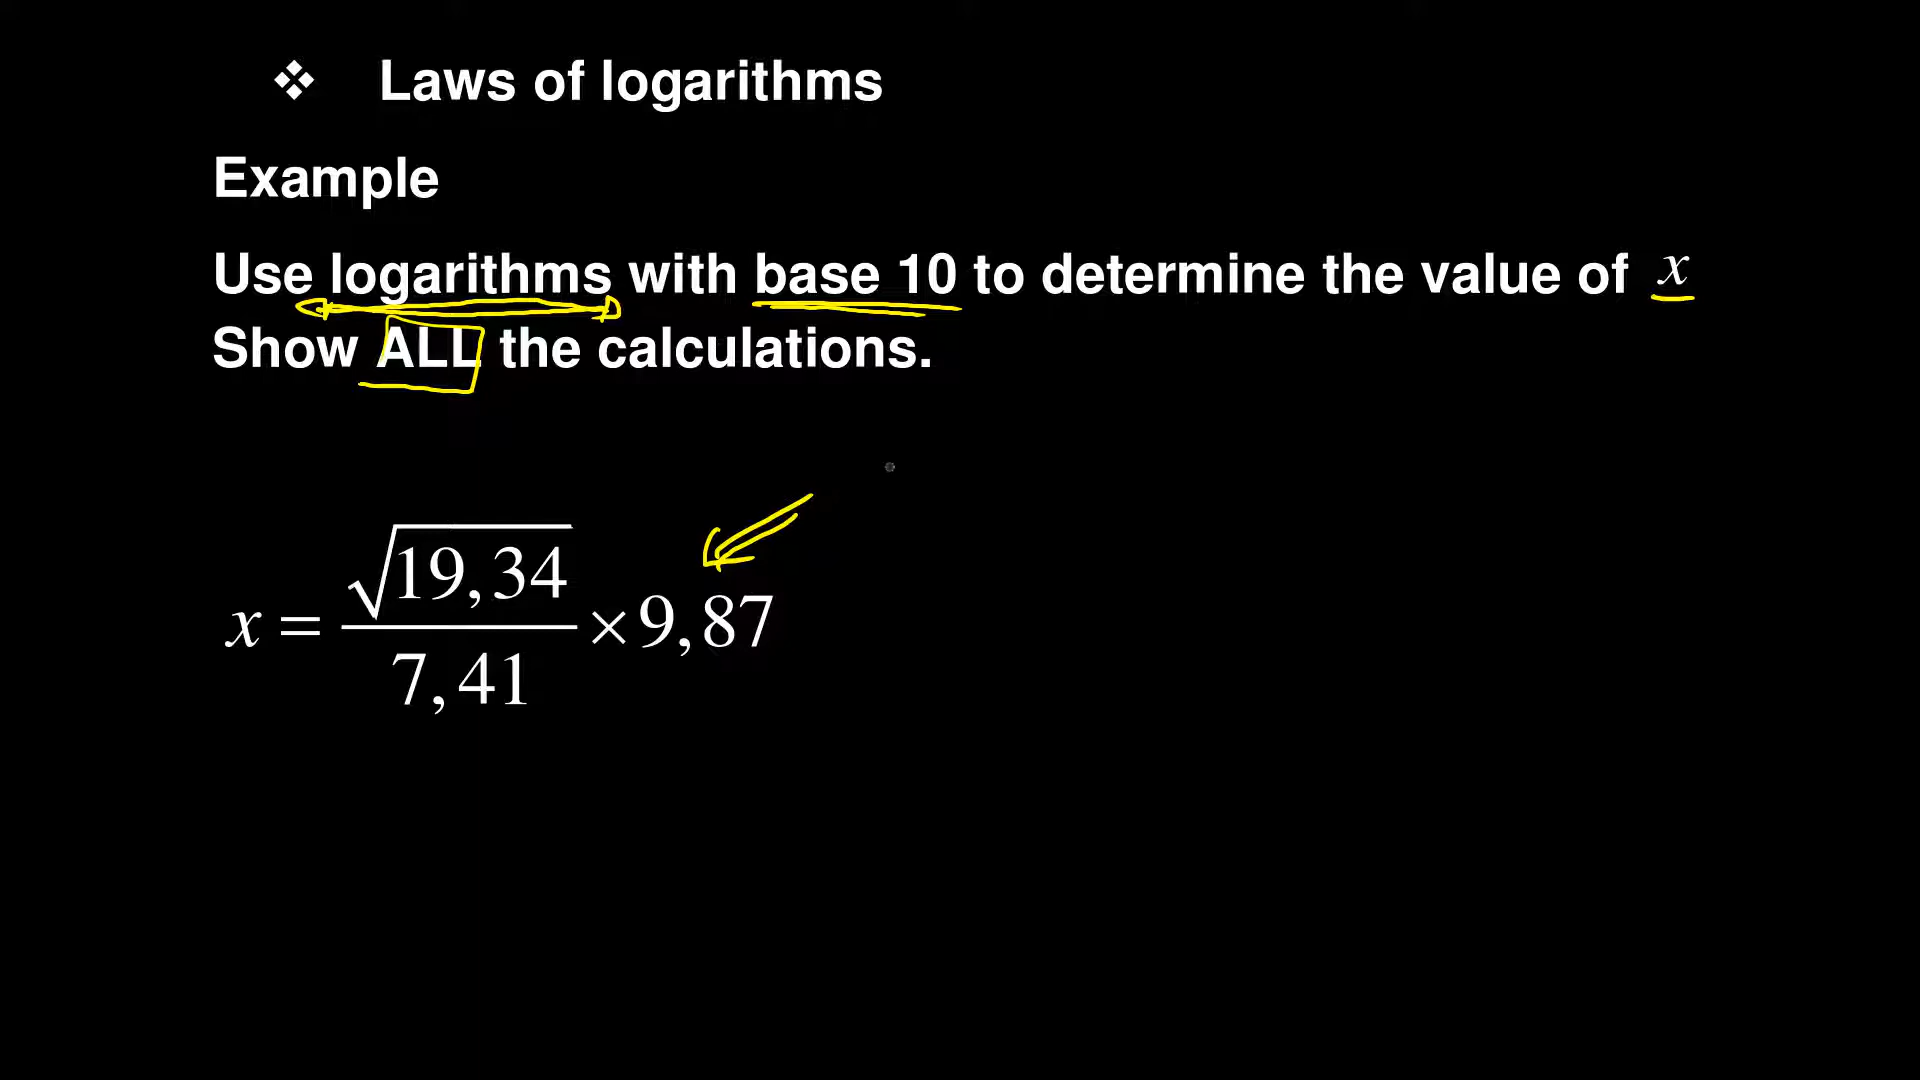 ❖ Laws of logarithms
Example
Use logarithms with base 10 to determine the value of x
Show ALL the calculations.
x = √19,34 / 7,41 × 9,87